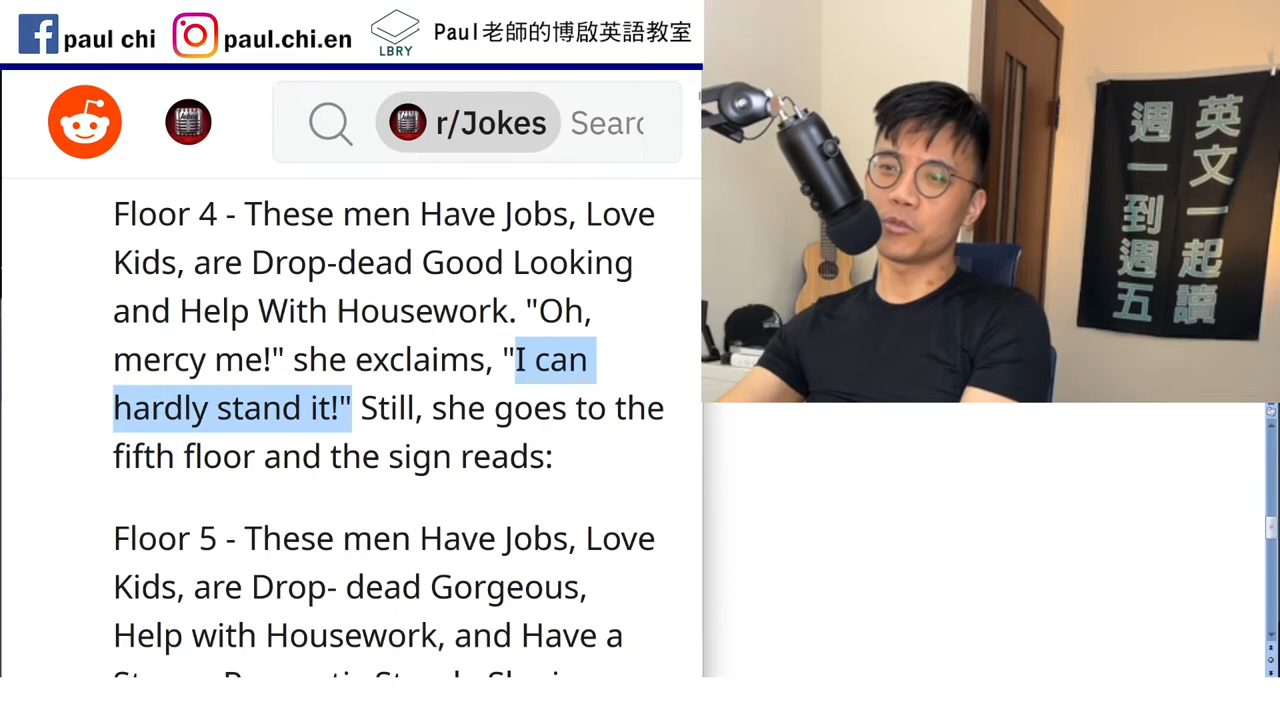 paul chi paul.chi.en LBRY Paul老師的博啟英語教室
r/Jokes Searc
Floor 4 - These men Have Jobs, Love
Kids, are Drop-dead Good Looking
and Help With Housework. "Oh,
mercy me!" she exclaims, "I can
hardly stand it!" Still, she goes to the
fifth floor and the sign reads:
Floor 5 - These men Have Jobs, Love
Kids, are Drop- dead Gorgeous,
Help with Housework, and Have a
英文一起讀
週一到週五